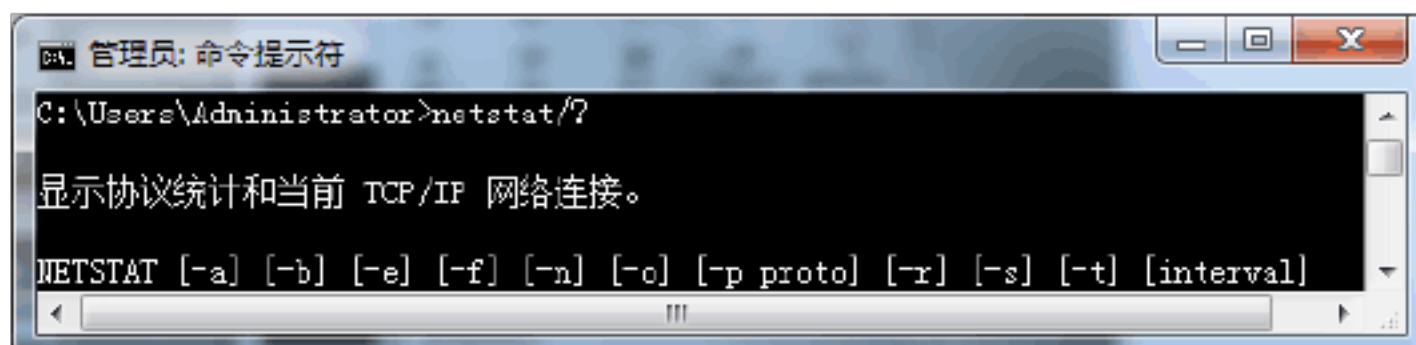 管理员: 命令提示符
C:\Users\Administrator>netstat/?
显示协议统计和当前 TCP/IP 网络连接。
NETSTAT [-a] [-b] [-e] [-f] [-n] [-o] [-p proto] [-r] [-s] [-t] [interval]